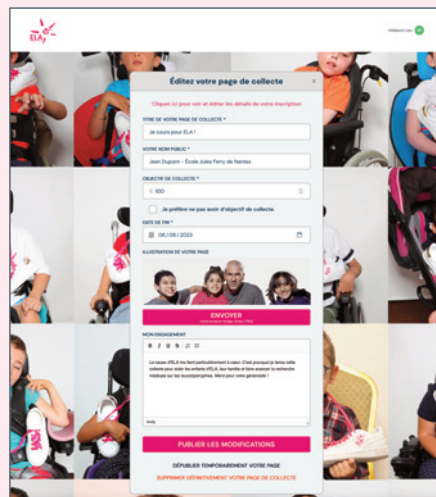 ELA
Éditez votre page de collecte
×
Cliquez ici pour voir et éditer les détails de votre inscription
TITRE DE VOTRE PAGE DE COLLECTE *
Je cours pour ELA !
VOTRE NOM PUBLIC *
Jean Dupont - École Jules Ferry de Nantes
OBJECTIF DE COLLECTE *
€ 100
Je préfère ne pas avoir d'objectif de collecte.
DATE DE FIN *
06 / 06 / 2023
ILLUSTRATION DE VOTRE PAGE
ENVOYER
MON ENGAGEMENT
B I U S
La cause d'ELA me tient particulièrement à cœur. C'est pourquoi je lance cette
collecte pour aider les enfants d'ELA, leur famille et faire avancer la recherche
médicale sur les leucodystrophies. Merci pour votre générosité !
body
PUBLIER LES MODIFICATIONS
DÉPUBLIER TEMPORAIREMENT VOTRE PAGE
SUPPRIMER DÉFINITIVEMENT VOTRE PAGE DE COLLECTE